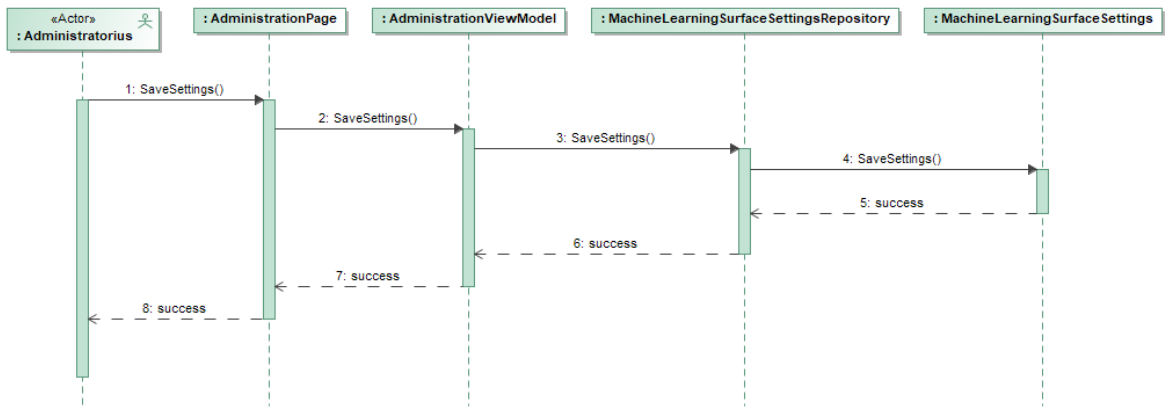 «Actor»
: Administratorius
: AdministrationPage
: AdministrationViewModel
: MachineLearningSurfaceSettingsRepository
: MachineLearningSurfaceSettings
1: SaveSettings()
2: SaveSettings()
3: SaveSettings()
4: SaveSettings()
5: success
6: success
7: success
8: success